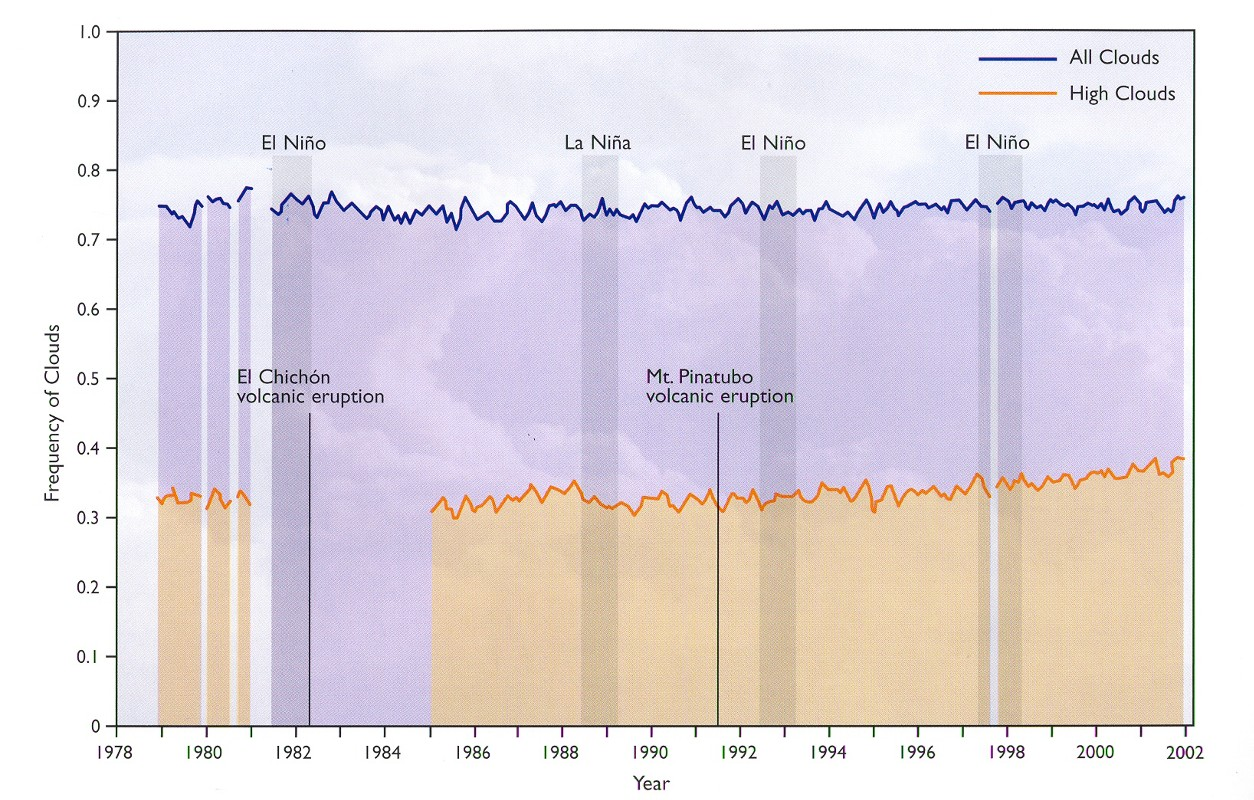 1.0
All Clouds
High Clouds
0.9
El Niño
La Niña
El Niño
El Niño
0.8
0.7
0.6
0.5
El Chichón
volcanic eruption
Mt. Pinatubo
volcanic eruption
0.4
0.3
0.2
0.1
0
Frequency of Clouds
1978 1980 1982 1984 1986 1988 1990 1992 1994 1996 1998 2000 2002
Year